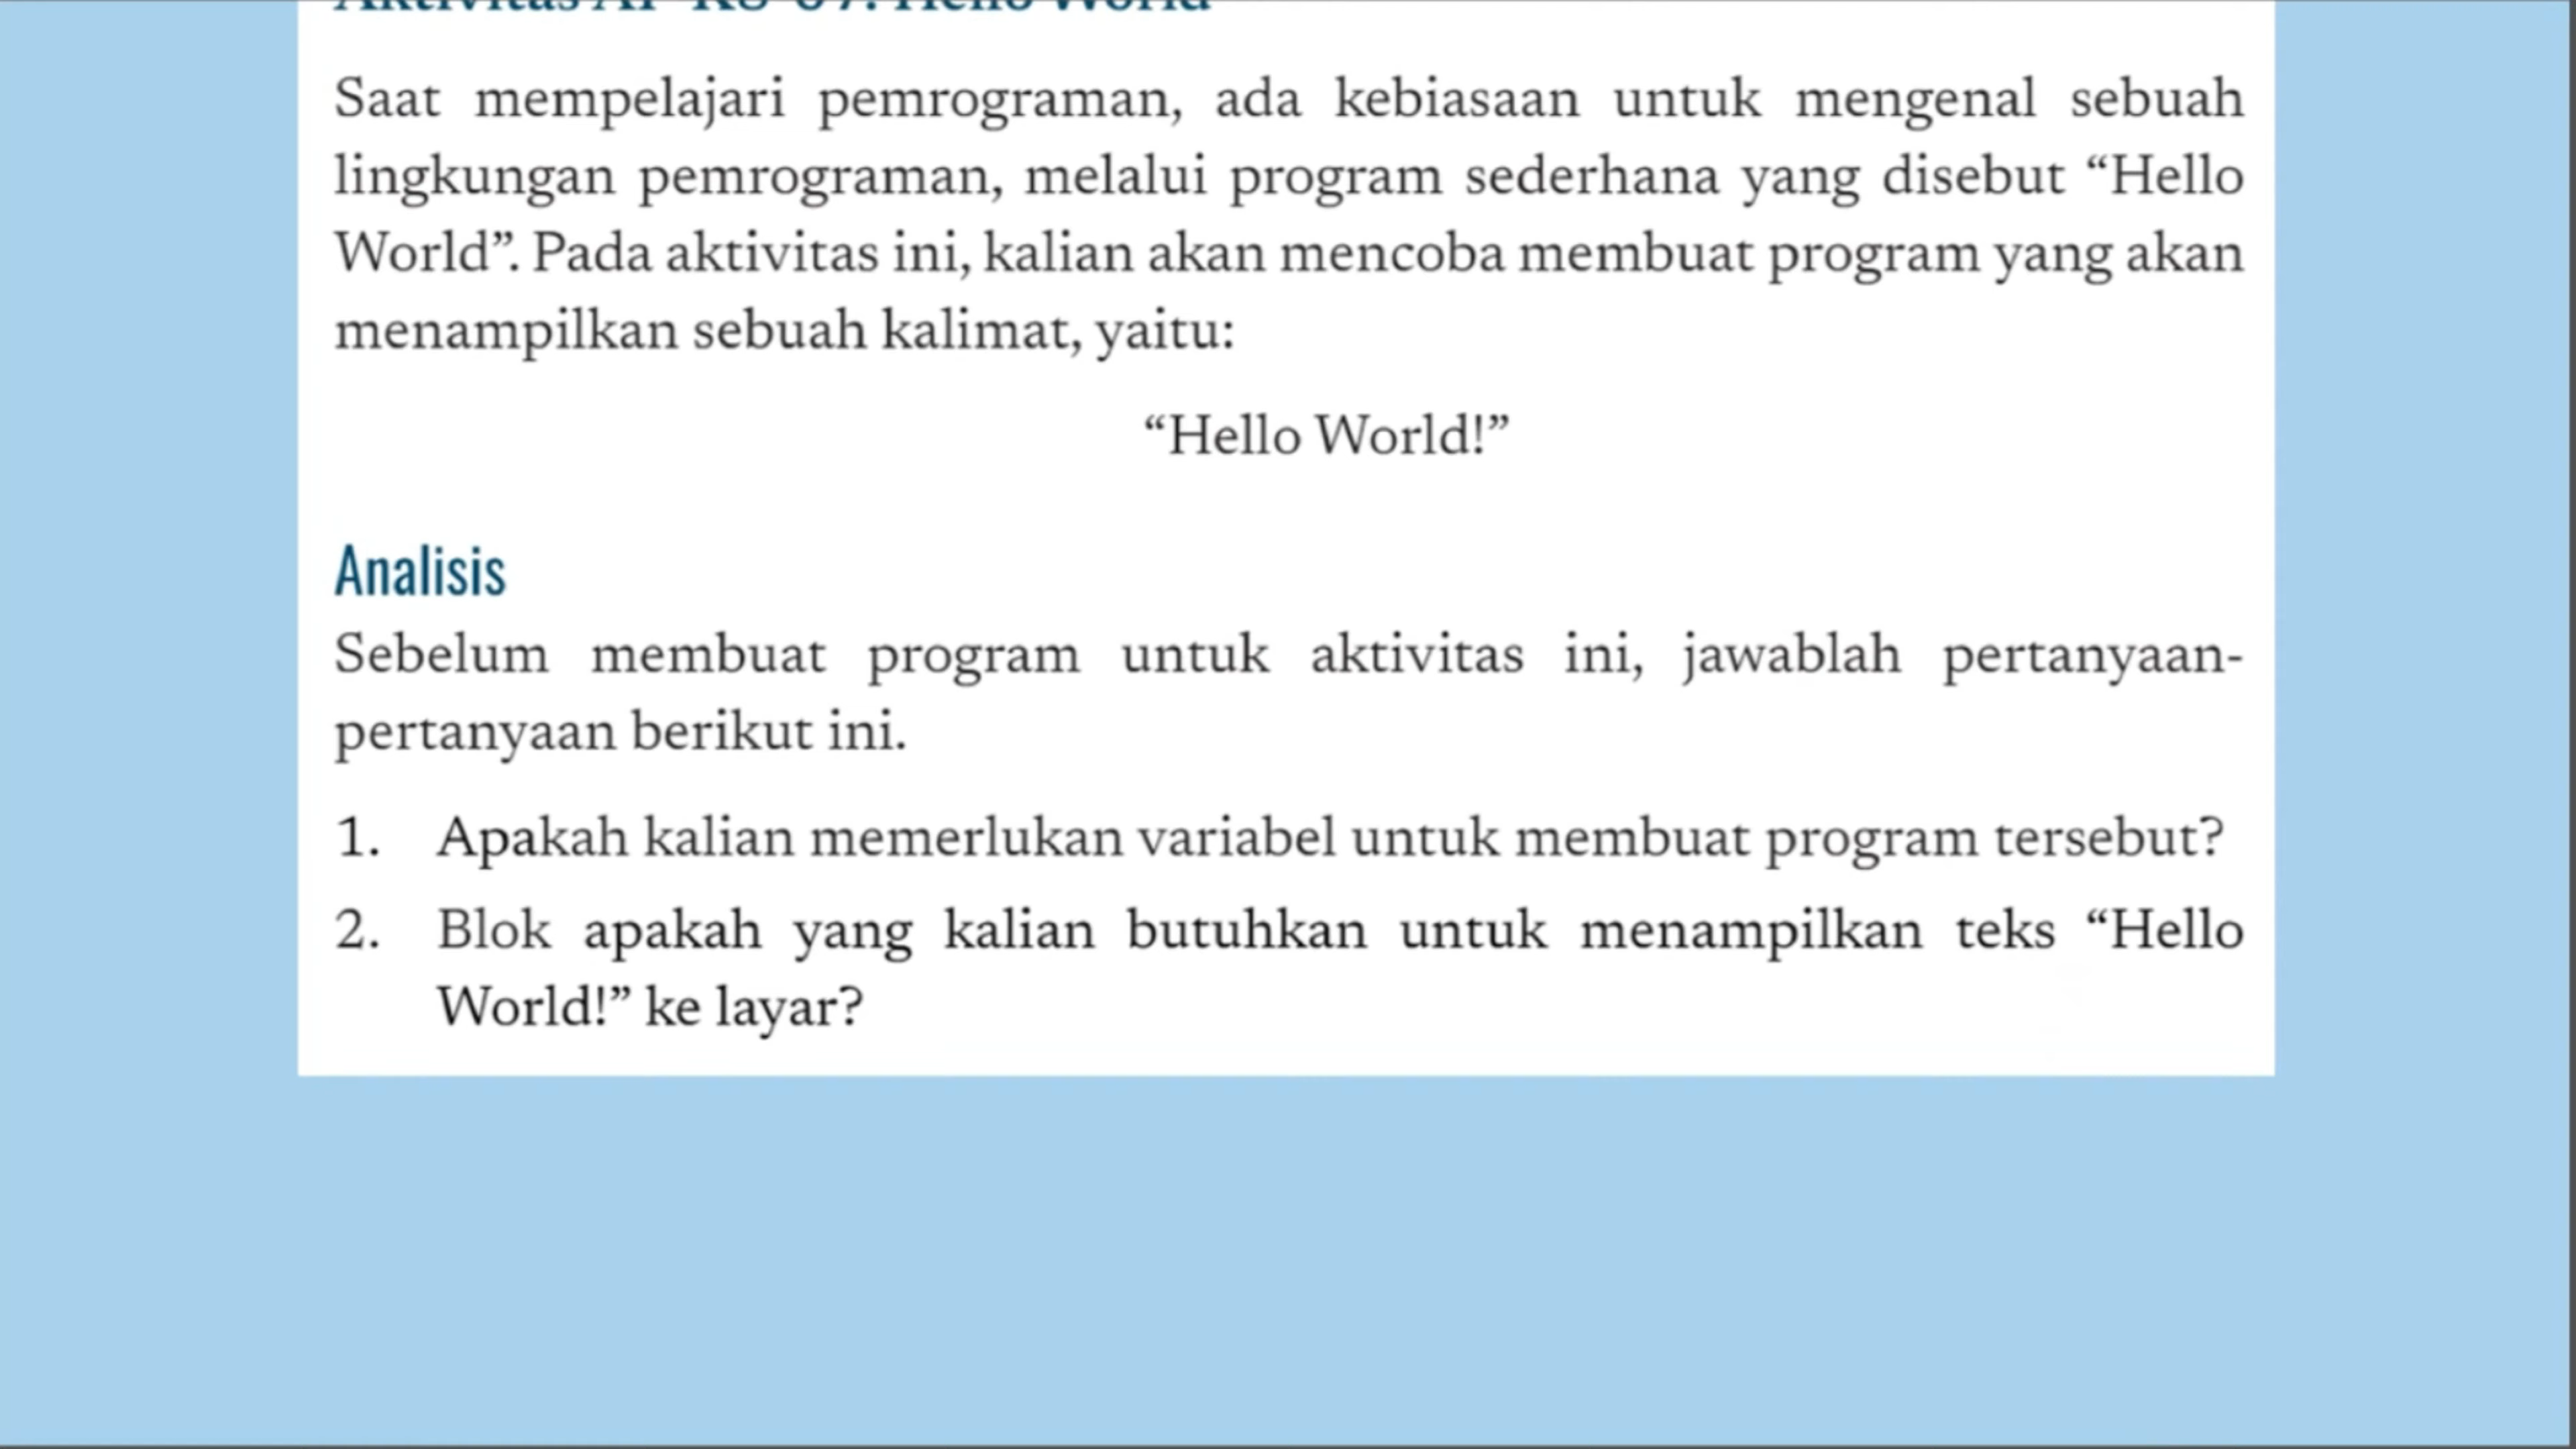 Hello World
Saat mempelajari pemrograman, ada kebiasaan untuk mengenal sebuah
lingkungan pemrograman, melalui program sederhana yang disebut “Hello
World”. Pada aktivitas ini, kalian akan mencoba membuat program yang akan
menampilkan sebuah kalimat, yaitu:
“Hello World!”
Analisis
Sebelum membuat program untuk aktivitas ini, jawablah pertanyaan-
pertanyaan berikut ini.
1. Apakah kalian memerlukan variabel untuk membuat program tersebut?
2. Blok apakah yang kalian butuhkan untuk menampilkan teks “Hello
World!” ke layar?